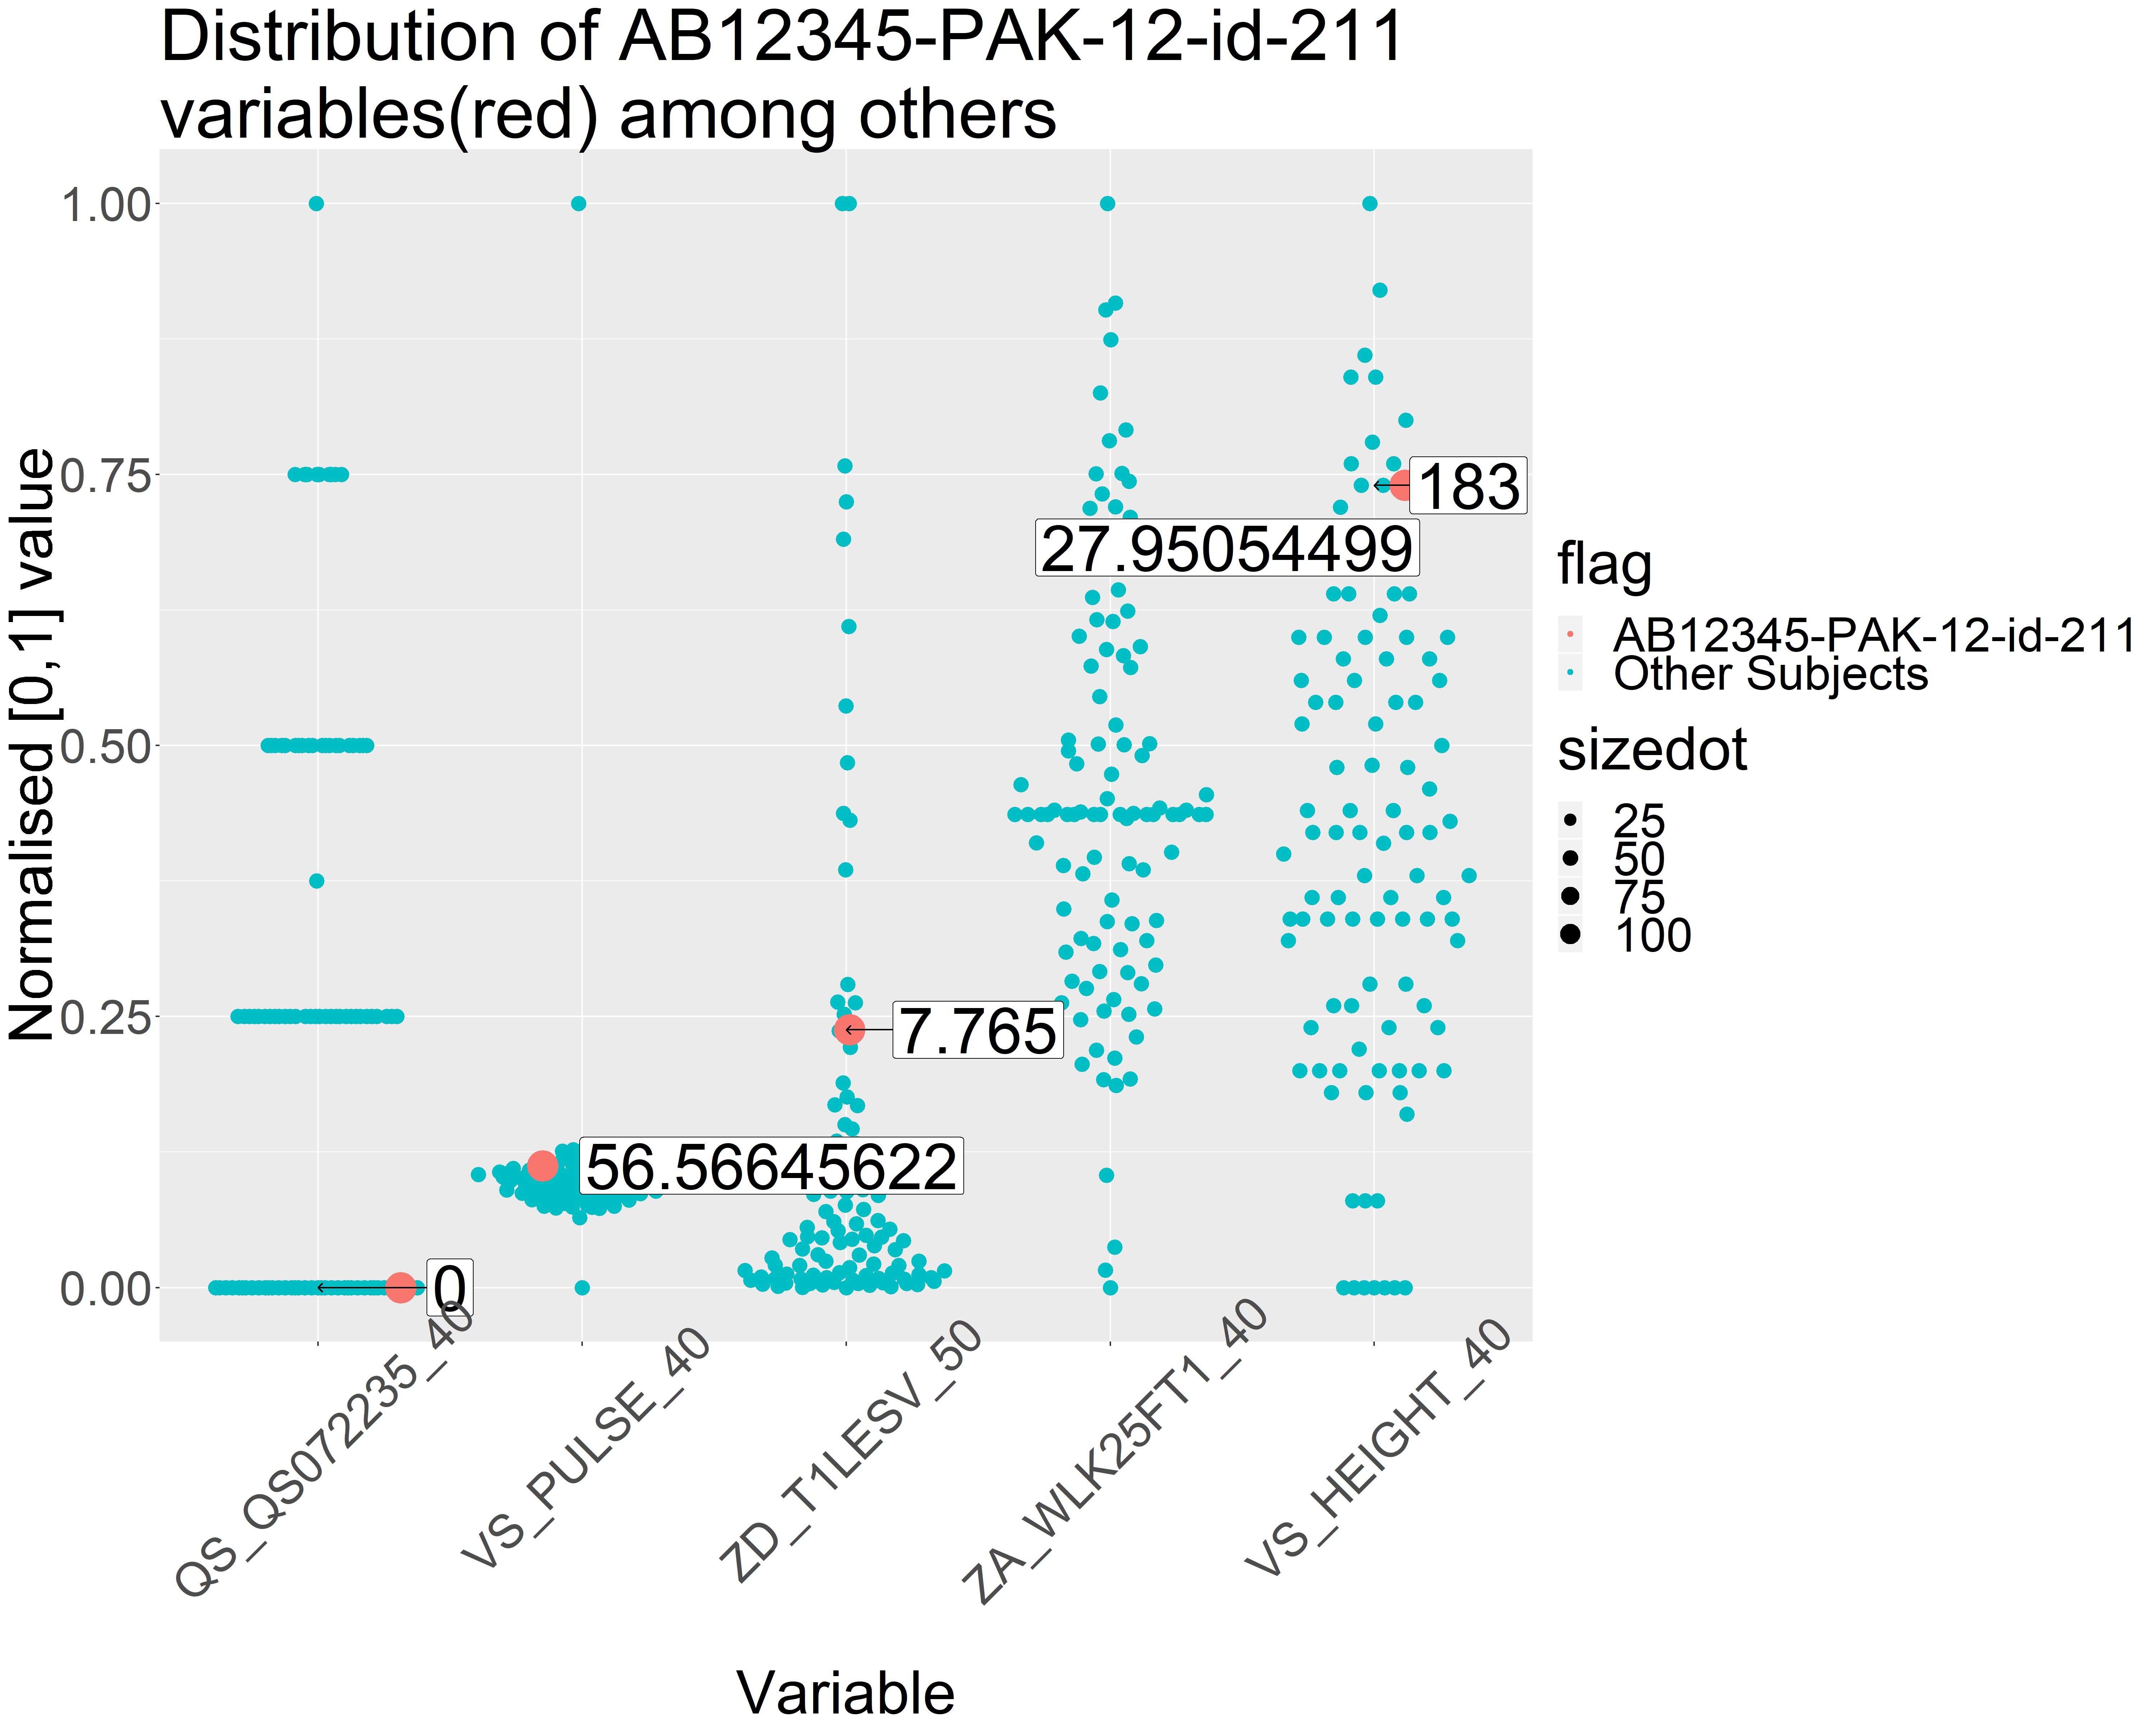 Distribution of AB12345-PAK-12-id-211
variables(red) among others
Normalised [0,1] value
1.00
0.75
0.50
0.25
0.00
183
27.95054499
7.765
56.56645622
0
QS_QS072235_40
VS_PULSE_40
ZD_T1LESV_50
ZA_WLK25FT1_40
VS_HEIGHT_40
Variable
flag
AB12345-PAK-12-id-211
Other Subjects
sizedot
25
50
75
100